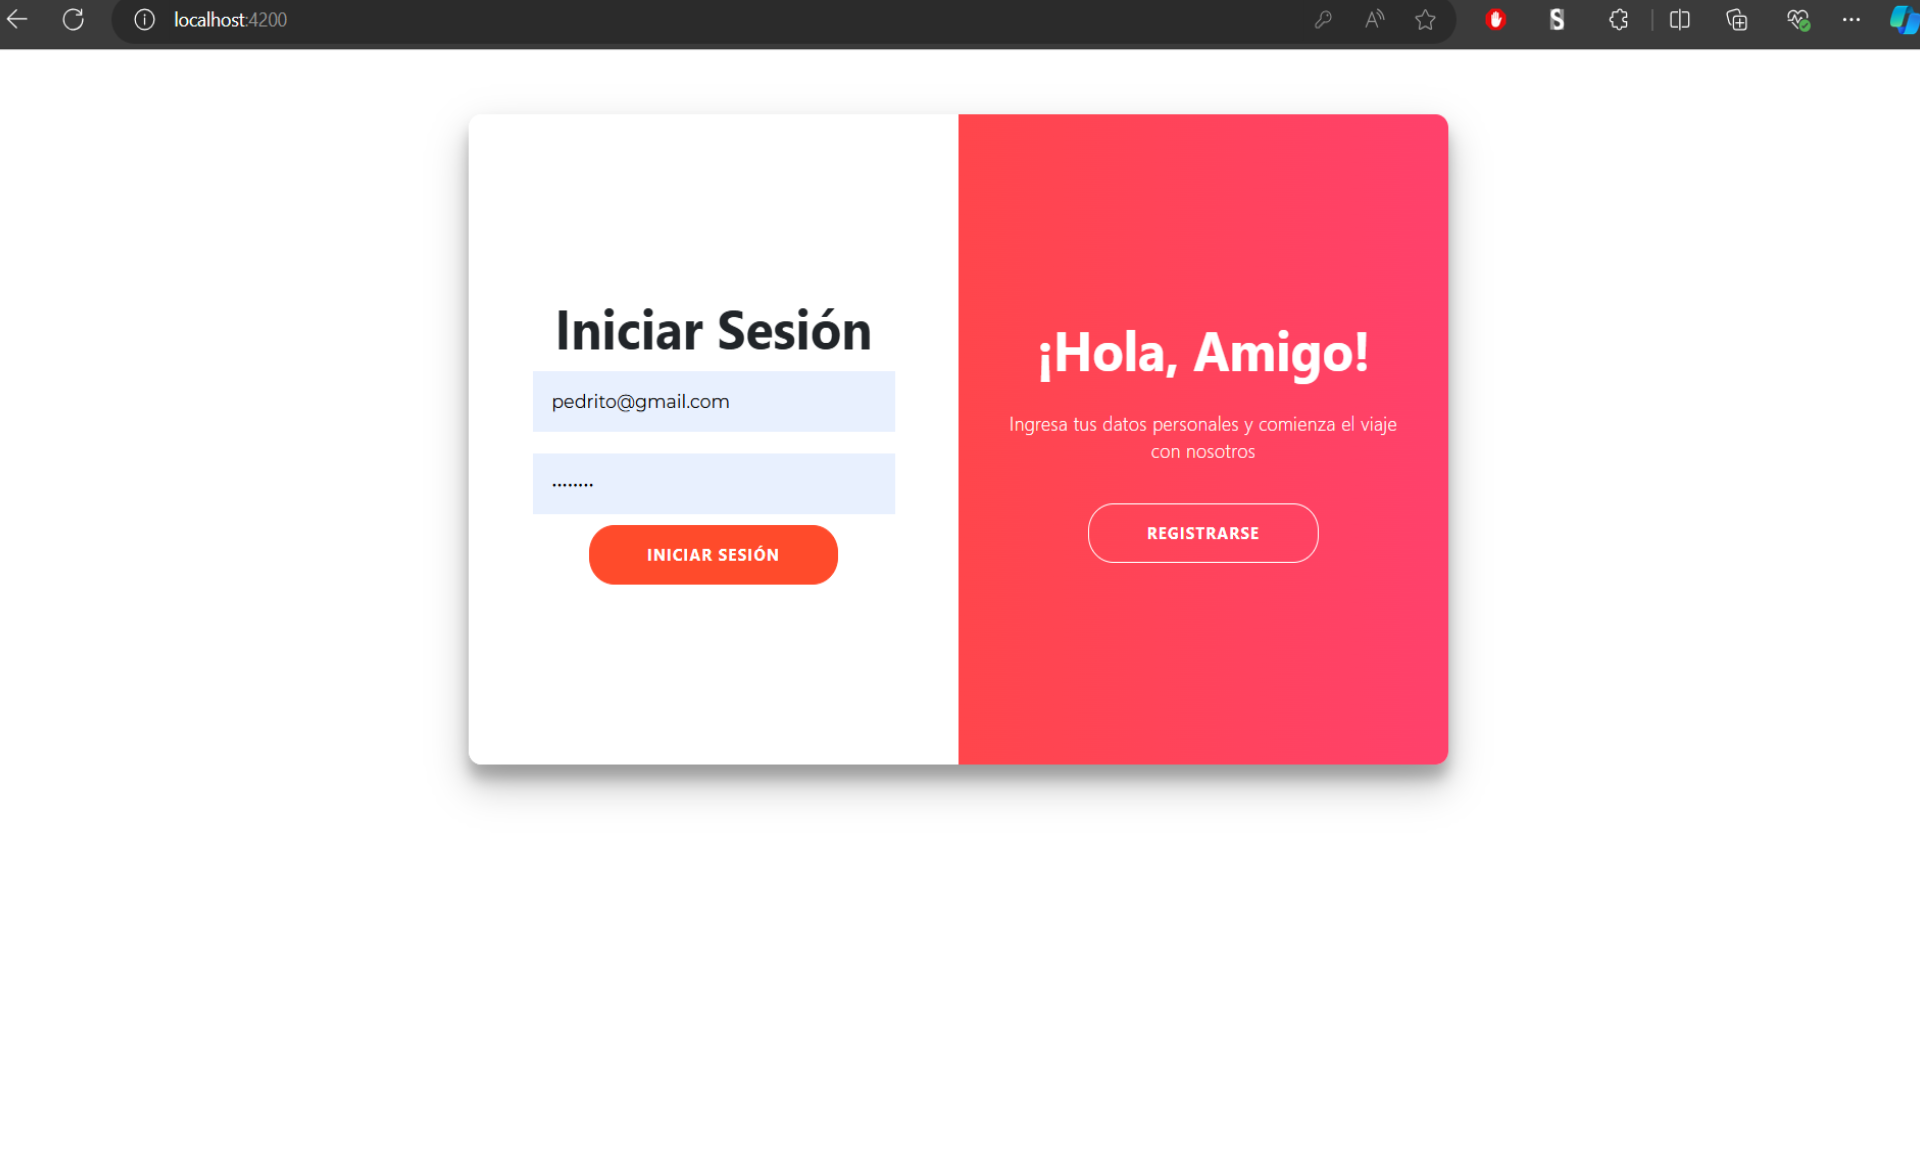 localhost:4200
Iniciar Sesión
pedrito@gmail.com
........
INICIAR SESIÓN
¡Hola, Amigo!
Ingresa tus datos personales y comienza el viaje
con nosotros
REGISTRARSE